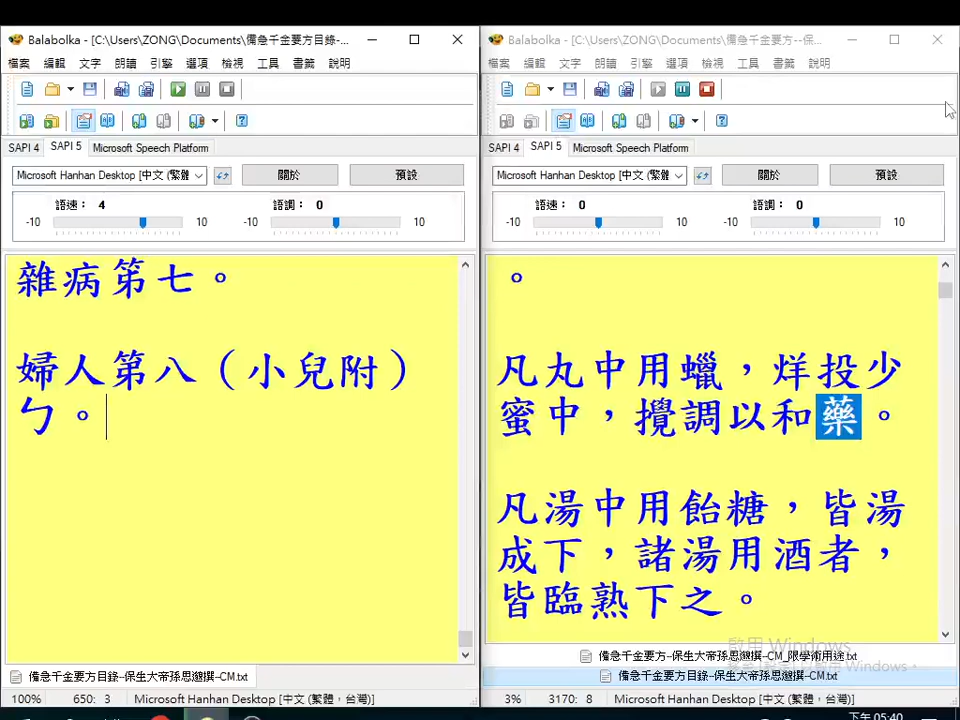 Balabolka - [C:\Users\ZONG\Documents\備急千金要方目錄-...
檔案 編輯 文字 朗讀 引擎 選項 檢視 工具 書籤 說明
SAPI 4 SAPI 5 Microsoft Speech Platform
Microsoft Hanhan Desktop [中文 (繁體 關於 預設
語速： 4 語調： 0
-10 10 -10 10
雜病第七。
婦人第八（小兒附）
ㄅ。
備急千金要方目錄--保生大帝孫思邈撰--CM.txt
100% 650: 3 Microsoft Hanhan Desktop [中文 (繁體，台灣)]
Balabolka - [C:\Users\ZONG\Documents\備急千金要方--保...
檔案 編輯 文字 朗讀 引擎 選項 檢視 工具 書籤 說明
SAPI 4 SAPI 5 Microsoft Speech Platform
Microsoft Hanhan Desktop [中文 (繁體 關於 預設
語速： 0 語調： 0
-10 10 -10 10
。
凡丸中用蠟，烊投少
蜜中，攪調以和藥。
凡湯中用飴糖，皆湯
成下，諸湯用酒者，
皆臨熟下之。
啟用 Windows
備急千金要方--保生大帝孫思邈撰--CM_限學術用途.txt
備急千金要方目錄--保生大帝孫思邈撰--CM.txt
3% 3170: 8 Microsoft Hanhan Desktop [中文 (繁體，台灣)]
下午 05:40